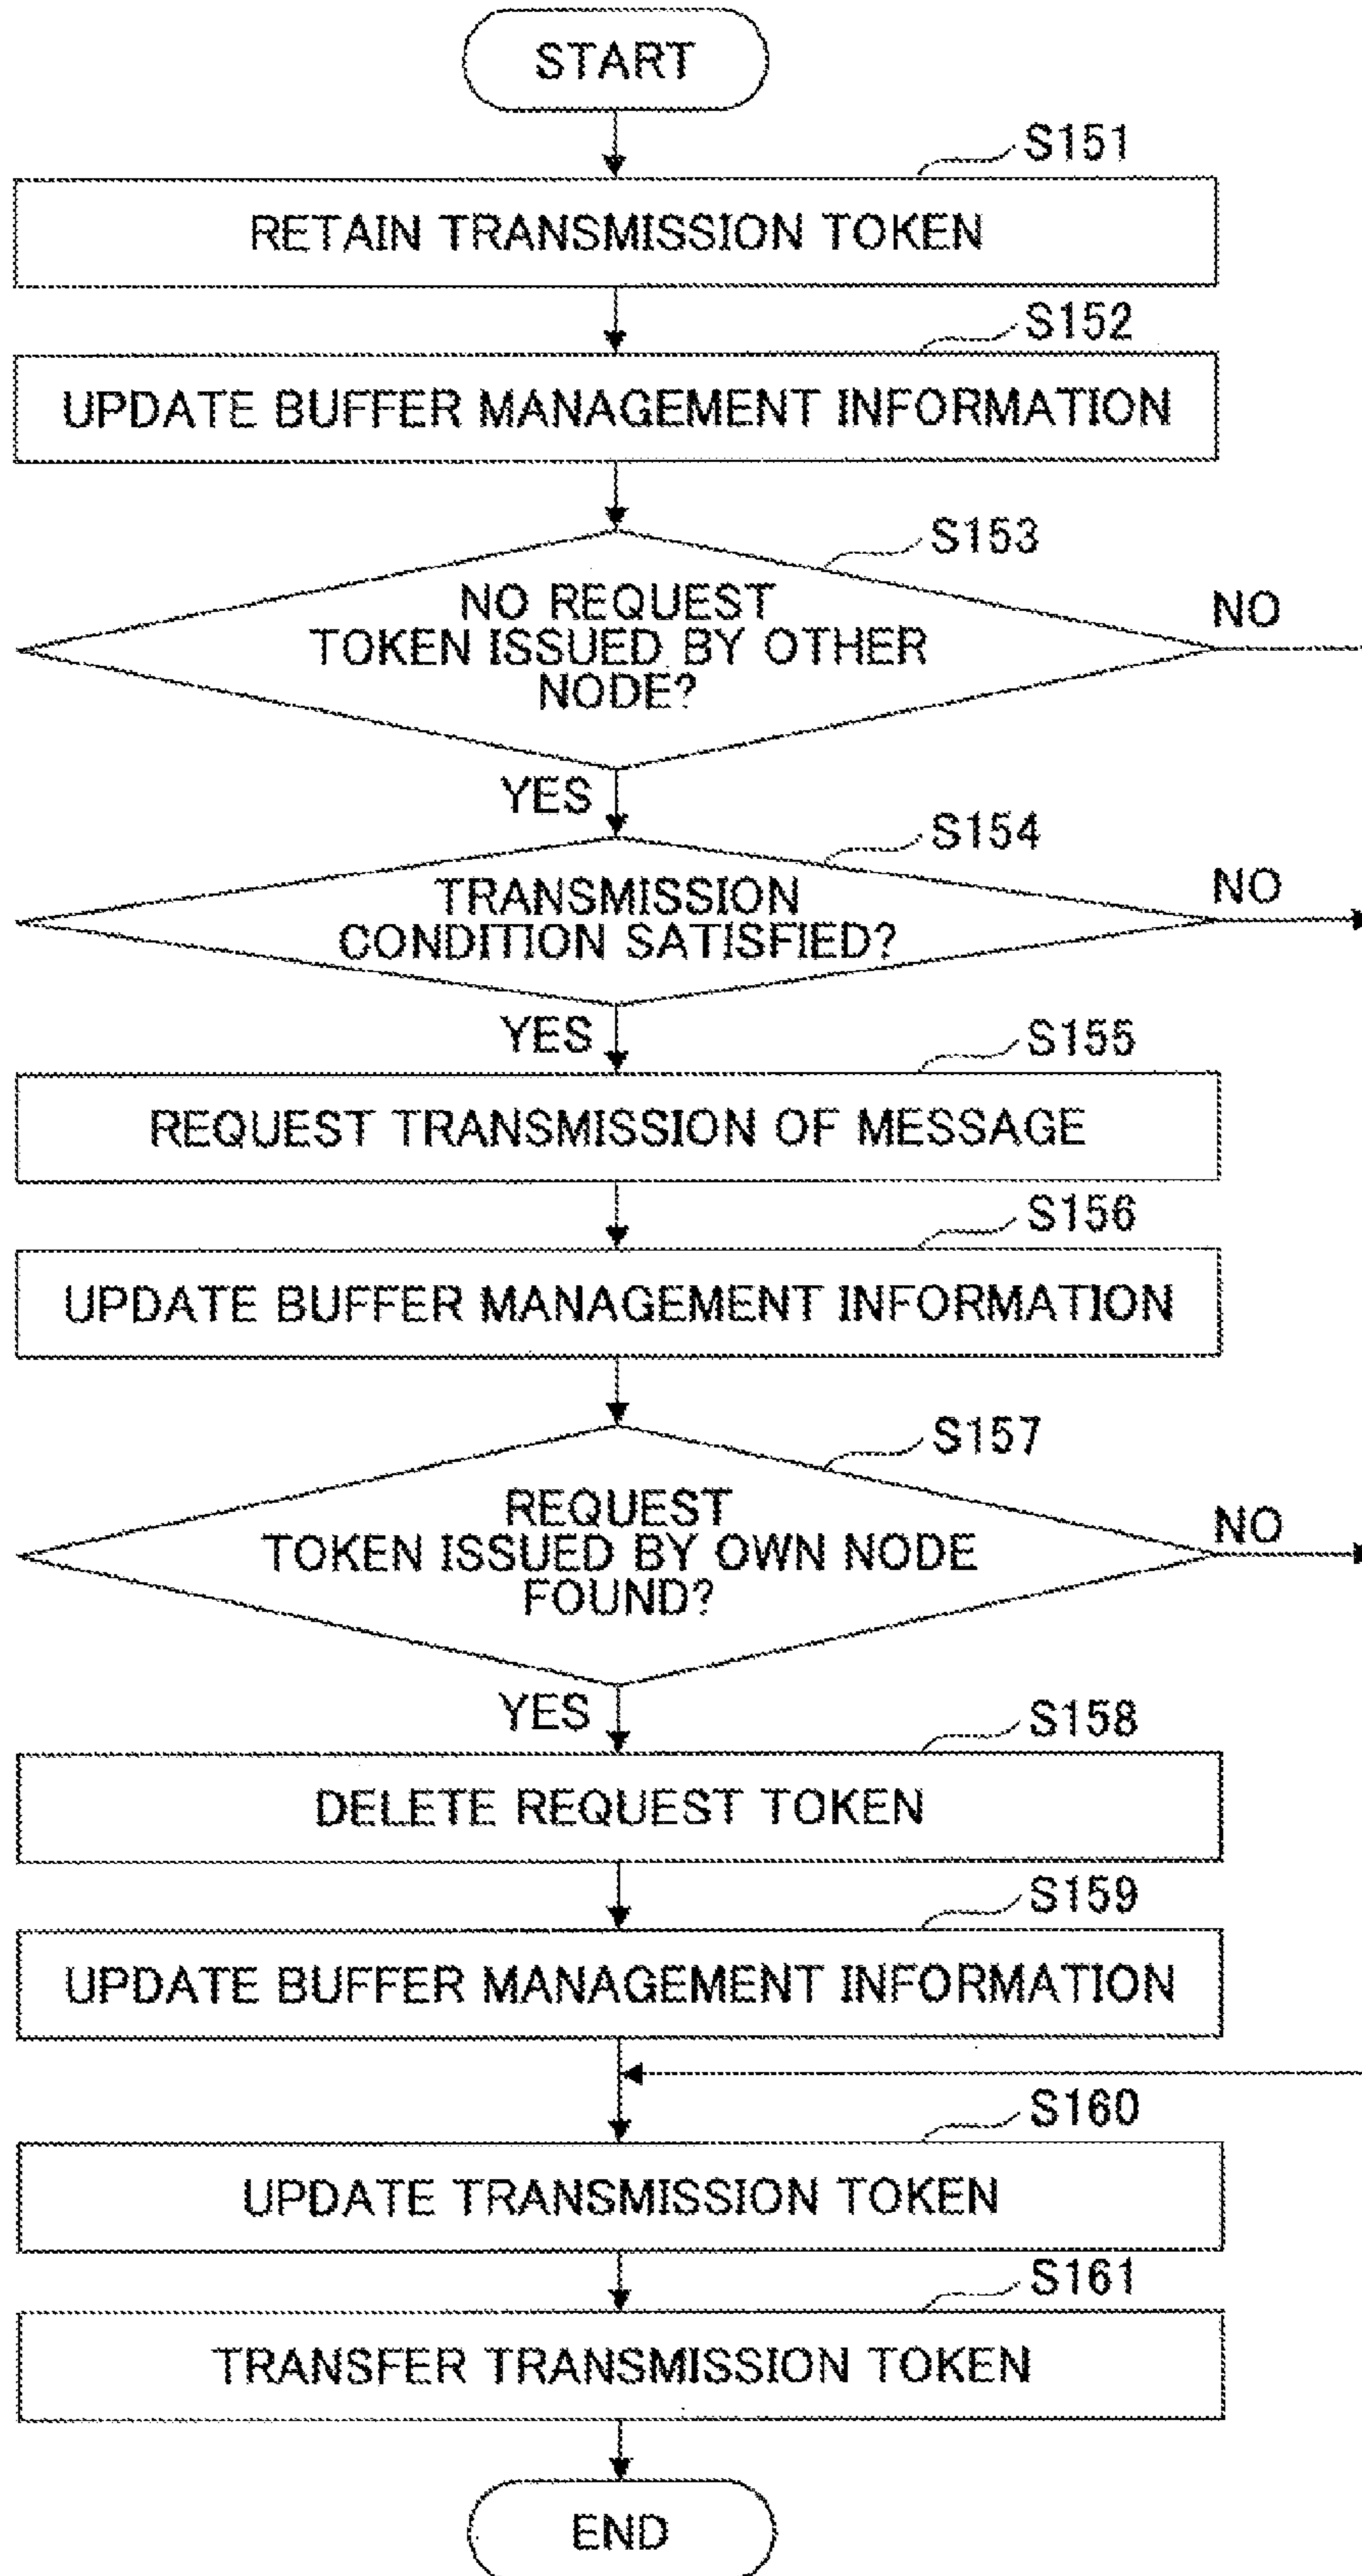 START
S151
RETAIN TRANSMISSION TOKEN
S152
UPDATE BUFFER MANAGEMENT INFORMATION
S153
NO REQUEST
TOKEN ISSUED BY OTHER
NODE?
NO
YES
S154
TRANSMISSION
CONDITION SATISFIED?
NO
YES
S155
REQUEST TRANSMISSION OF MESSAGE
S156
UPDATE BUFFER MANAGEMENT INFORMATION
S157
REQUEST
TOKEN ISSUED BY OWN NODE
FOUND?
NO
YES
S158
DELETE REQUEST TOKEN
S159
UPDATE BUFFER MANAGEMENT INFORMATION
S160
UPDATE TRANSMISSION TOKEN
S161
TRANSFER TRANSMISSION TOKEN
END